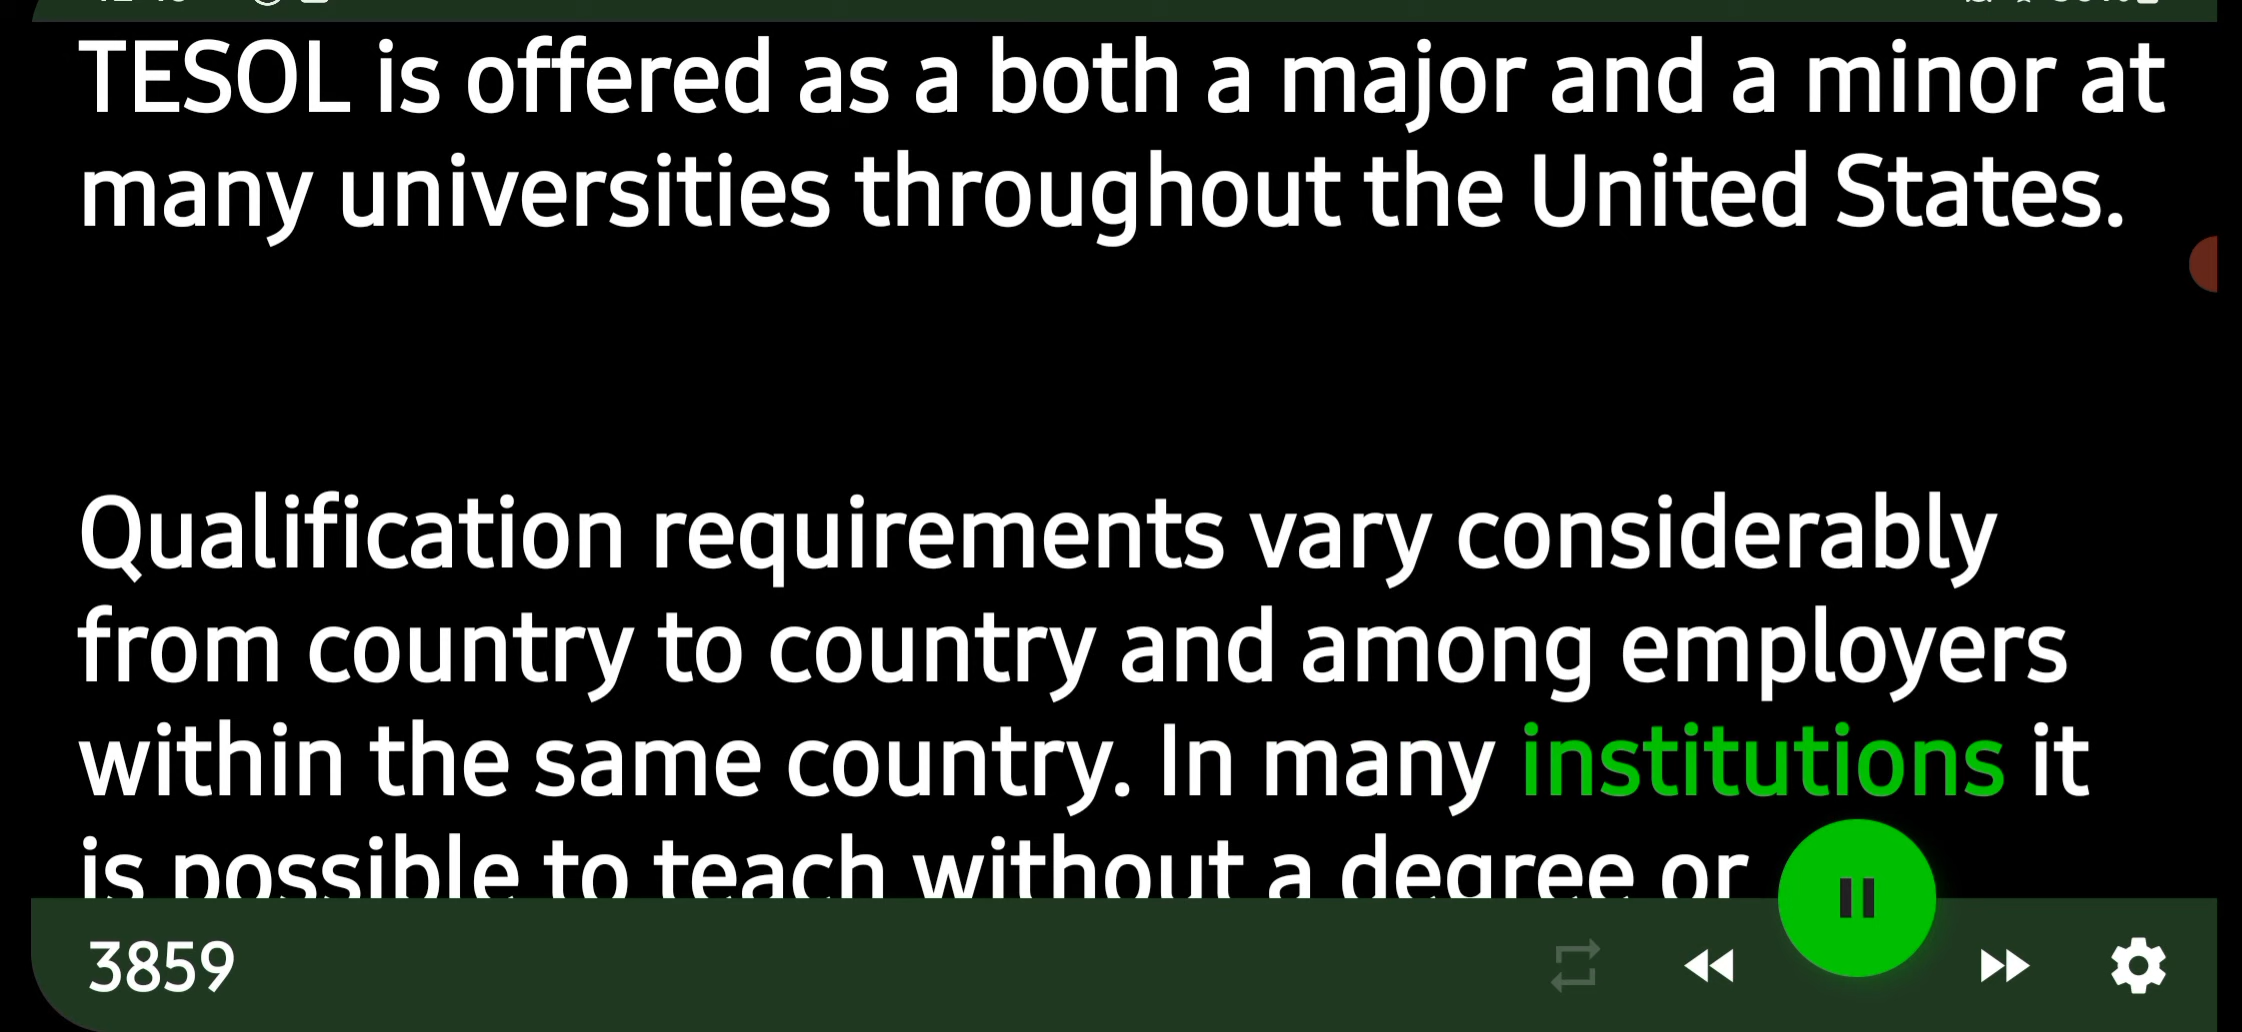 TESOL is offered as a both a major and a minor at
many universities throughout the United States.
Qualification requirements vary considerably
from country to country and among employers
within the same country. In many institutions it
is possible to teach without a degree or
3859